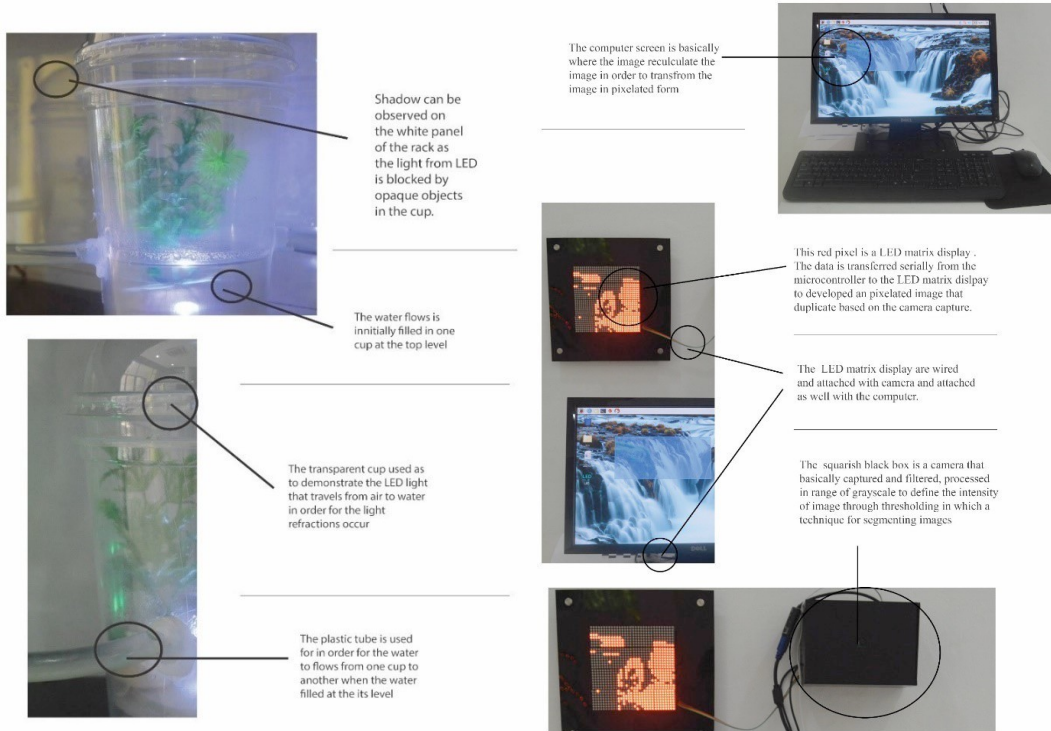 Shadow can be
observed on
the white panel
of the rack as
the light from LED
is blocked by
opaque objects
in the cup.
The water flows is
innitially filled in one
cup at the top level
The transparent cup used as
to demonstrate the LED light
that travels from air to water
in order for the light
refractions occur
The plastic tube is used
for in order for the water
to flows from one cup to
another when the water
filled at the its level
The computer screen is basically
where the image reculculate the
image in order to transfrom the
image in pixelated form
This red pixel is a LED matrix display .
The data is transferred serially from the
microcontroller to the LED matrix dislpay
to developed an pixelated image that
duplicate based on the camera capture.
The LED matrix display are wired
and attached with camera and attached
as well with the computer.
The squarish black box is a camera that
basically captured and filtered, processed
in range of grayscale to define the intensity
of image through thresholding in which a
technique for segmenting images
DELL